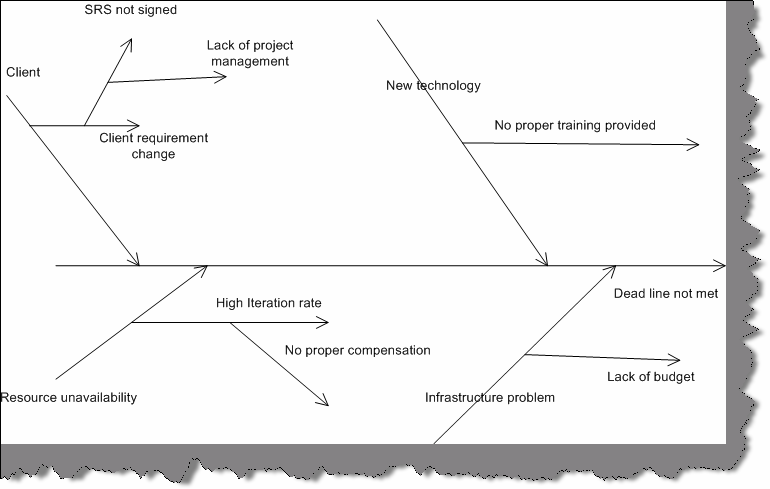 SRS not signed
Lack of project
management
Client
New technology
No proper training provided
Client requirement
change
Dead line not met
High Iteration rate
No proper compensation
Lack of budget
Resource unavailability
Infrastructure problem